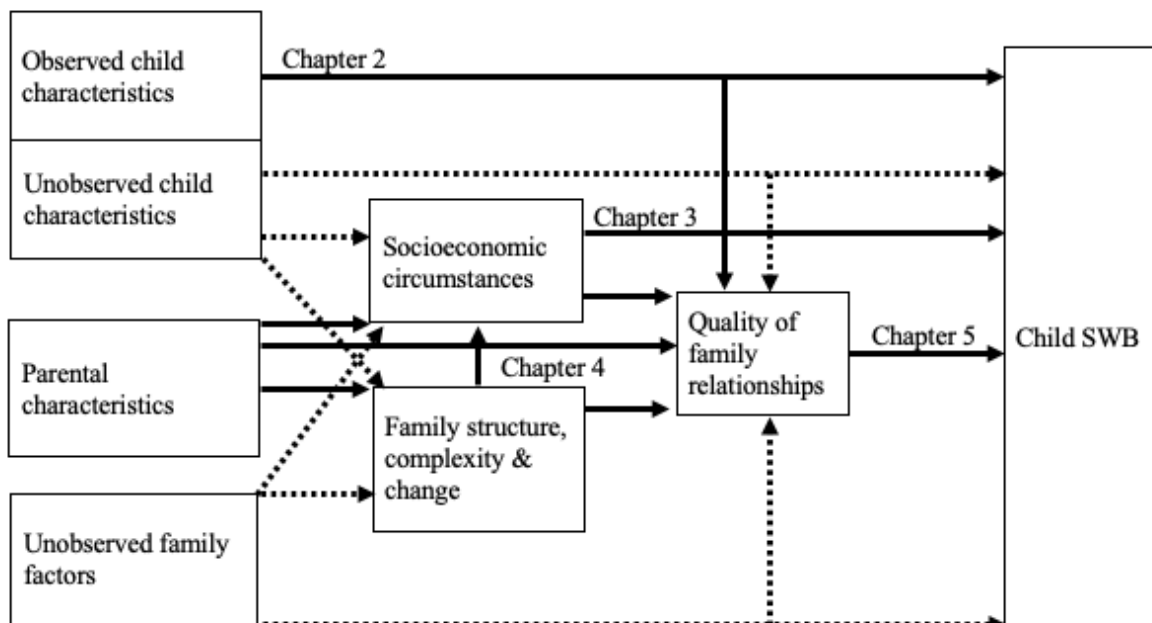 Observed child
characteristics
Chapter 2
Unobserved child
characteristics
Chapter 3
Socioeconomic
circumstances
Quality of
family
relationships
Chapter 5
Child SWB
Parental
characteristics
Chapter 4
Family structure,
complexity &
change
Unobserved family
factors